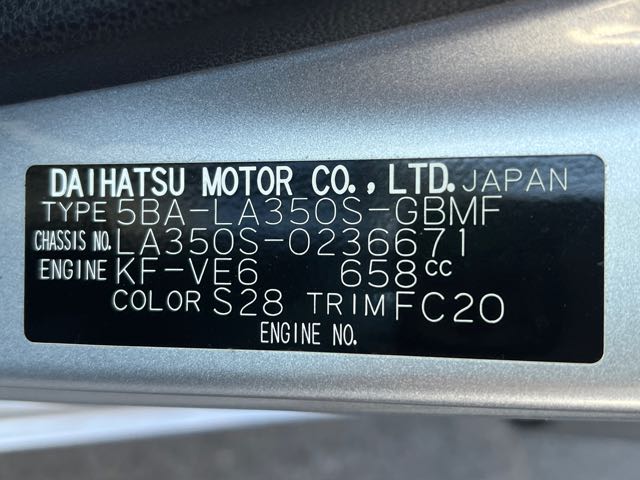 DAIHATSU MOTOR CO., LTD. JAPAN
TYPE 5BA-LA350S-GBMF
CHASSIS NO. LA350S-0236671
ENGINE KF-VE6 658cc
COLOR S28 TRIM FC20
ENGINE NO.